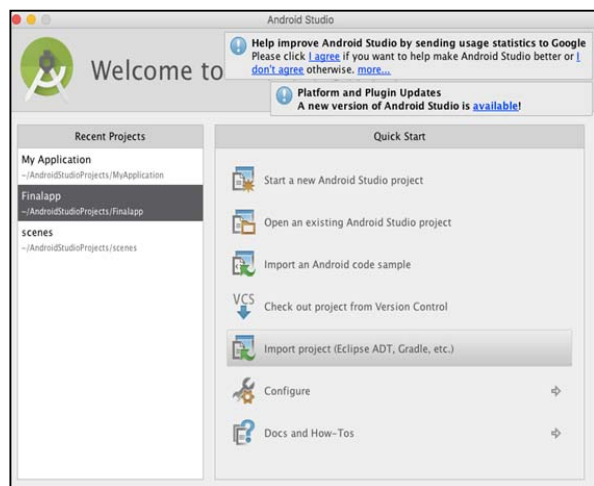 Android Studio
Welcome to
Help improve Android Studio by sending usage statistics to Google
Please click I agree if you want to help make Android Studio better or I
don't agree otherwise. more...
Platform and Plugin Updates
A new version of Android Studio is available!
Recent Projects
My Application
~/AndroidStudioProjects/MyApplication
Finalapp
~/AndroidStudioProjects/Finalapp
scenes
~/AndroidStudioProjects/scenes
Quick Start
Start a new Android Studio project
Open an existing Android Studio project
Import an Android code sample
VCS
Check out project from Version Control
Import project (Eclipse ADT, Gradle, etc.)
Configure
Docs and How-Tos